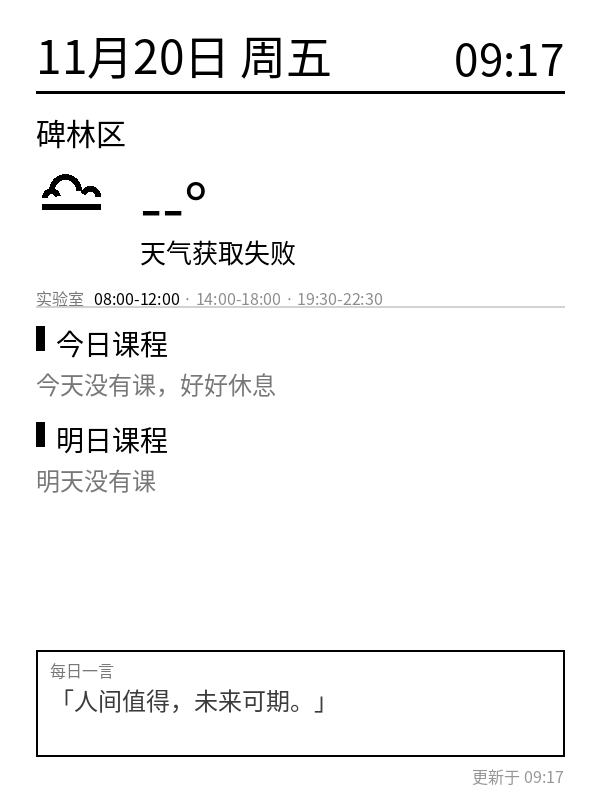 11月20日 周五 09:17
碑林区
--°
天气获取失败
实验室 08:00-12:00 · 14:00-18:00 · 19:30-22:30
今日课程
今天没有课，好好休息
明日课程
明天没有课
每日一言
「人间值得，未来可期。」
更新于 09:17